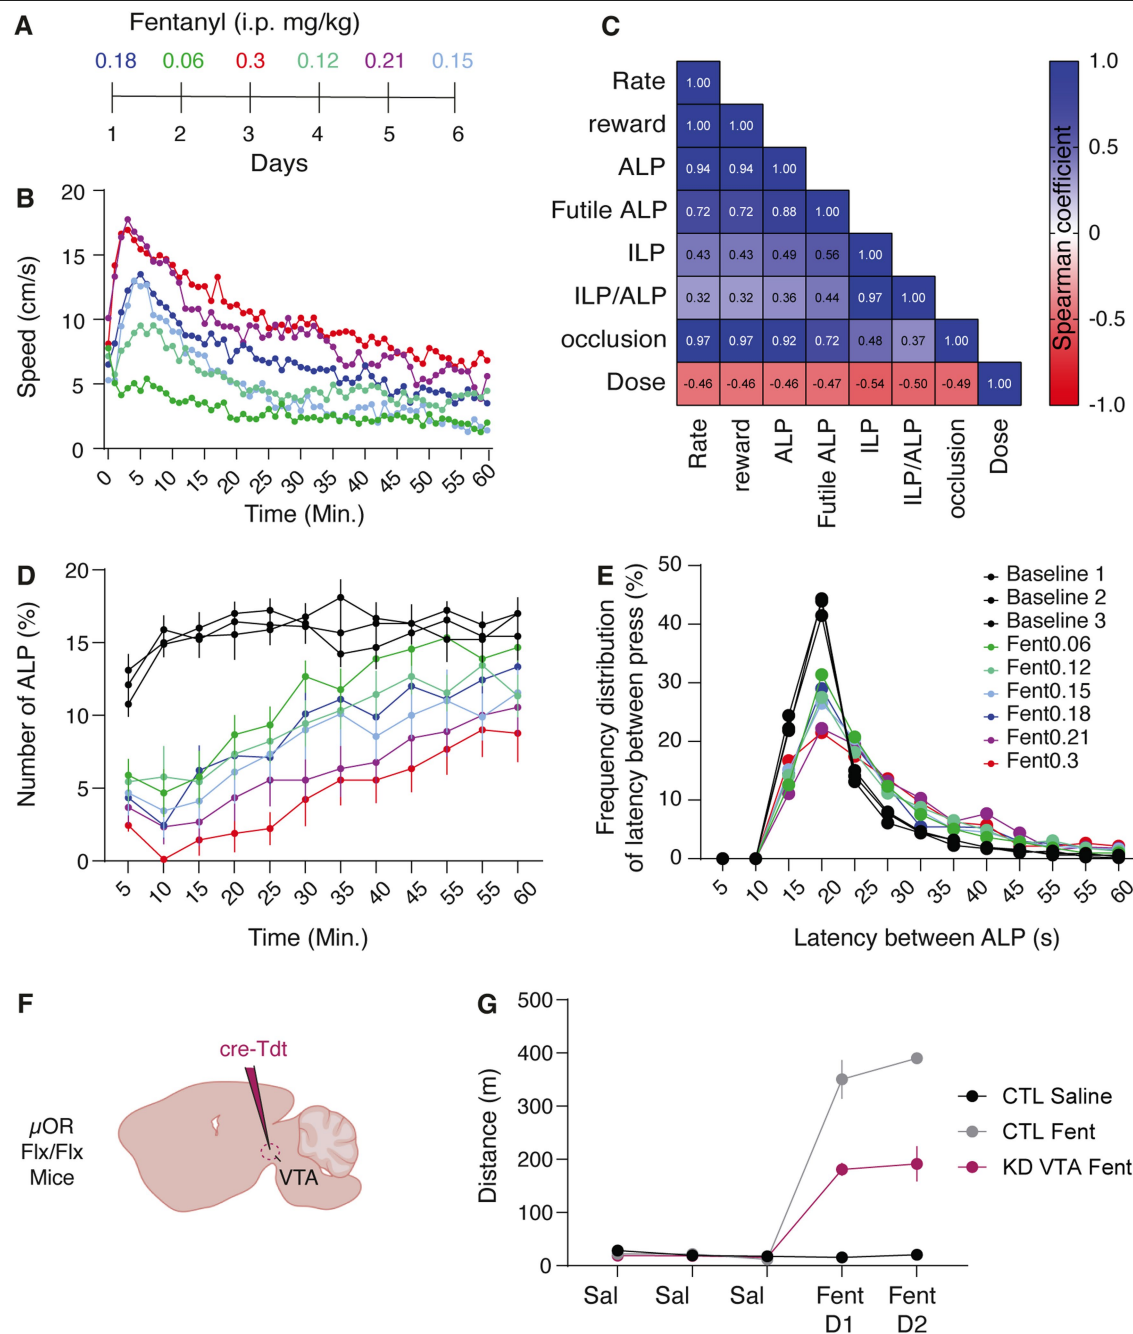 A
Fentanyl (i.p. mg/kg)
0.18 0.06 0.3 0.12 0.21 0.15
1 2 3 4 5 6
Days
B
Speed (cm/s)
20
15
10
5
0
0 5 10 15 20 25 30 35 40 45 50 55 60
Time (Min.)
C
Rate 1.00
reward 1.00 1.00
ALP 0.94 0.94 1.00
Futile ALP 0.72 0.72 0.88 1.00
ILP 0.43 0.43 0.49 0.56 1.00
ILP/ALP 0.32 0.32 0.36 0.44 0.97 1.00
occlusion 0.97 0.97 0.92 0.72 0.48 0.37 1.00
Dose -0.46 -0.46 -0.46 -0.47 -0.54 -0.50 -0.49 1.00
Rate reward ALP Futile ALP ILP ILP/ALP occlusion Dose
Spearman coefficient
1.0
0.5
0
-0.5
-1.0
D
Number of ALP (%)
20
15
10
5
0
5 10 15 20 25 30 35 40 45 50 55 60
Time (Min.)
E
Frequency distribution
of latency between press (%)
50
40
30
20
10
0
5 10 15 20 25 35 35 40 45 55 55 60
Latency between ALP (s)
Baseline 1
Baseline 2
Baseline 3
Fent0.06
Fent0.12
Fent0.15
Fent0.18
Fent0.21
Fent0.3
F
cre-Tdt
µOR
Flx/Flx
Mice
VTA
G
Distance (m)
500
400
300
200
100
0
Sal Sal Sal Fent Fent
D1 D2
CTL Saline
CTL Fent
KD VTA Fent